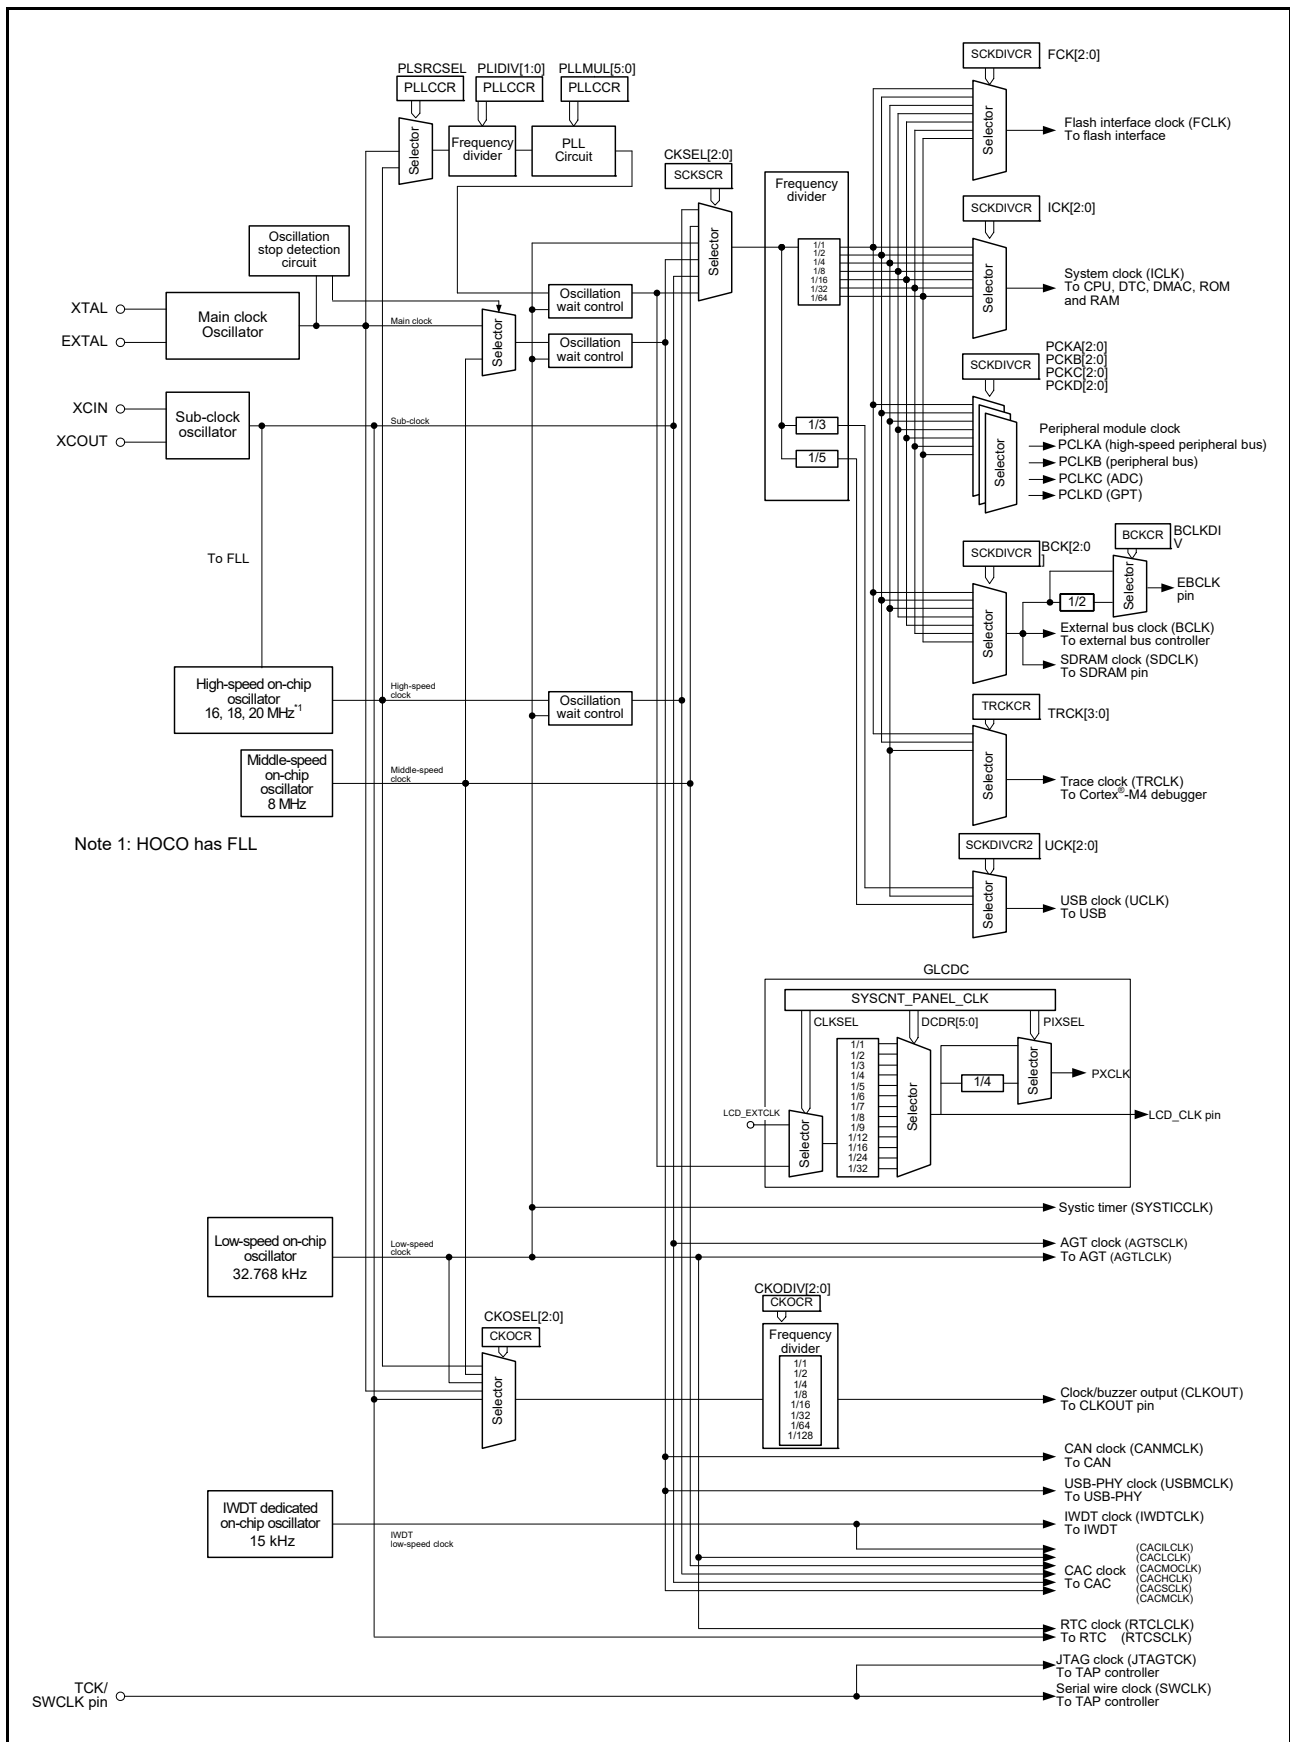 PLSRCSEL
PLLCCR
PLIDIV[1:0]
PLLCCR
PLLMUL[5:0]
PLLCCR
Selector
Frequency
divider
PLL
Circuit
CKSEL[2:0]
SCKSCR
Selector
Frequency
divider
1/1
1/2
1/4
1/8
1/16
1/32
1/64
1/3
1/5
SCKDIVCR
FCK[2:0]
Selector
Flash interface clock (FCLK)
To flash interface
SCKDIVCR
ICK[2:0]
Selector
System clock (ICLK)
To CPU, DTC, DMAC, ROM
and RAM
Oscillation
stop detection
circuit
XTAL
EXTAL
Main clock
Oscillator
Main clock
Selector
Oscillation
wait control
Oscillation
wait control
XCIN
XCOUT
Sub-clock
oscillator
Sub-clock
SCKDIVCR
PCKA[2:0]
PCKB[2:0]
PCKC[2:0]
PCKD[2:0]
Selector
Peripheral module clock
PCLKA (high-speed peripheral bus)
PCLKB (peripheral bus)
PCLKC (ADC)
PCLKD (GPT)
To FLL
SCKDIVCR
BCK[2:0
]
Selector
BCKCR
BCLKDI
V
1/2
Selector
EBCLK
pin
External bus clock (BCLK)
To external bus controller
SDRAM clock (SDCLK)
To SDRAM pin
High-speed on-chip
oscillator
16, 18, 20 MHz*1
High-speed
clock
Oscillation
wait control
Middle-speed
on-chip
oscillator
8 MHz
Middle-speed
clock
TRCKCR
TRCK[3:0]
Selector
Trace clock (TRCLK)
To Cortex®-M4 debugger
Note 1: HOCO has FLL
SCKDIVCR2
UCK[2:0]
Selector
USB clock (UCLK)
To USB
GLCDC
SYSCNT_PANEL_CLK
CLKSEL
DCDR[5:0]
PIXSEL
LCD_EXTCLK
Selector
1/1
1/2
1/3
1/4
1/5
1/6
1/7
1/8
1/9
1/12
1/16
1/24
1/32
Selector
1/4
Selector
PXCLK
LCD_CLK pin
Systic timer (SYSTICCLK)
Low-speed on-chip
oscillator
32.768 kHz
Low-speed
clock
AGT clock (AGTSCLK)
To AGT (AGTLCLK)
CKOSEL[2:0]
CKOCR
Selector
CKODIV[2:0]
CKOCR
Frequency
divider
1/1
1/2
1/4
1/8
1/16
1/32
1/64
1/128
Clock/buzzer output (CLKOUT)
To CLKOUT pin
CAN clock (CANMCLK)
To CAN
USB-PHY clock (USBMCLK)
To USB-PHY
IWDT dedicated
on-chip oscillator
15 kHz
IWDT
low-speed clock
IWDT clock (IWDTCLK)
To IWDT
CAC clock
To CAC
(CACILCLK)
(CACLCLK)
(CACMOCLK)
(CACHCLK)
(CACSCLK)
(CACMCLK)
RTC clock (RTCLCLK)
To RTC (RTCSCLK)
TCK/
SWCLK pin
JTAG clock (JTAGTCK)
To TAP controller
Serial wire clock (SWCLK)
To TAP controller